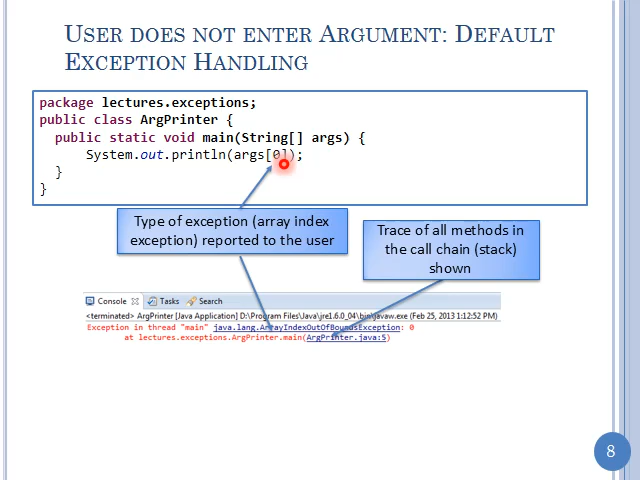 USER DOES NOT ENTER ARGUMENT: DEFAULT
EXCEPTION HANDLING
package lectures.exceptions;
public class ArgPrinter {
public static void main(String[] args) {
System.out.println(args[0]);
}
}
Type of exception (array index
exception) reported to the user
Trace of all methods in
the call chain (stack)
shown
Console Tasks Search
<terminated> ArgPrinter [Java Application] D:\Program Files\Java\jre1.6.0_04\bin\javaw.exe (Feb 25, 2013 1:12:52 PM)
Exception in thread "main" java.lang.ArrayIndexOutOfBoundsException: 0
at lectures.exceptions.ArgPrinter.main(ArgPrinter.java:5)
8